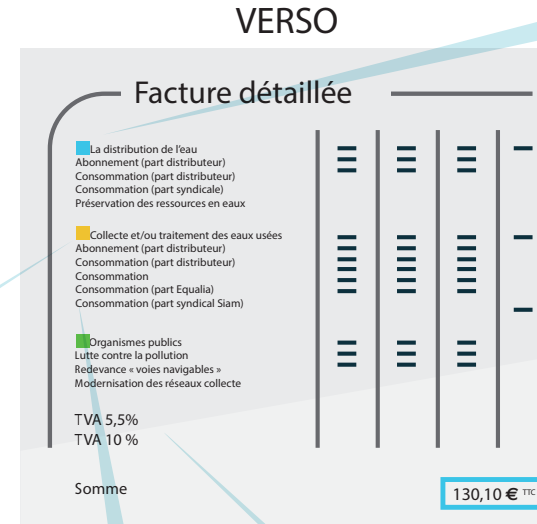 VERSO
Facture détaillée
La distribution de l'eau
Abonnement (part distributeur)
Consommation (part distributeur)
Consommation (part syndicale)
Préservation des ressources en eaux
Collecte et/ou traitement des eaux usées
Abonnement (part distributeur)
Consommation (part distributeur)
Consommation
Consommation (part Equalia)
Consommation (part syndical Siam)
Organismes publics
Lutte contre la pollution
Redevance « voies navigables »
Modernisation des réseaux collecte
TVA 5,5%
TVA 10 %
Somme 130,10 € TTC